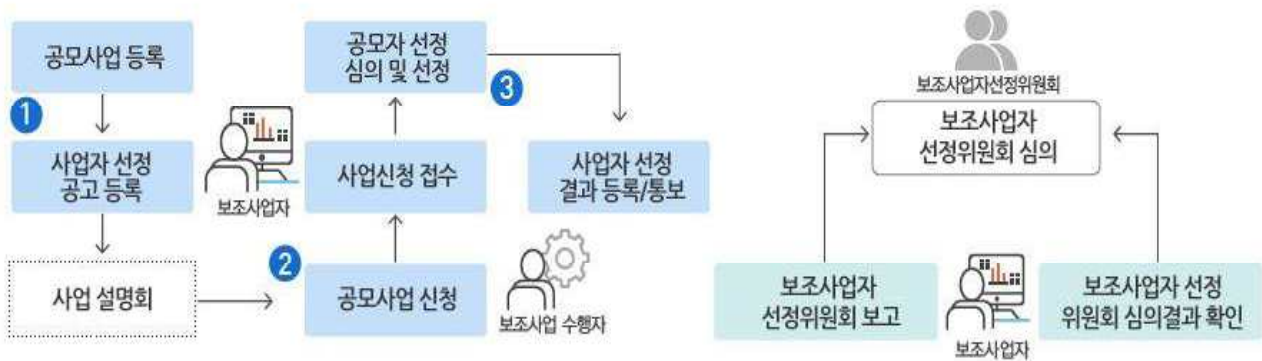 공모사업 등록
1
사업자 선정
공고 등록
사업 설명회
보조사업자
2
공모사업 신청
보조사업 수행자
사업신청 접수
공모자 선정
심의 및 선정
3
사업자 선정
결과 등록/통보
보조사업자선정위원회
보조사업자
선정위원회 심의
보조사업자
선정위원회 보고
보조사업자
보조사업자 선정
위원회 심의결과 확인